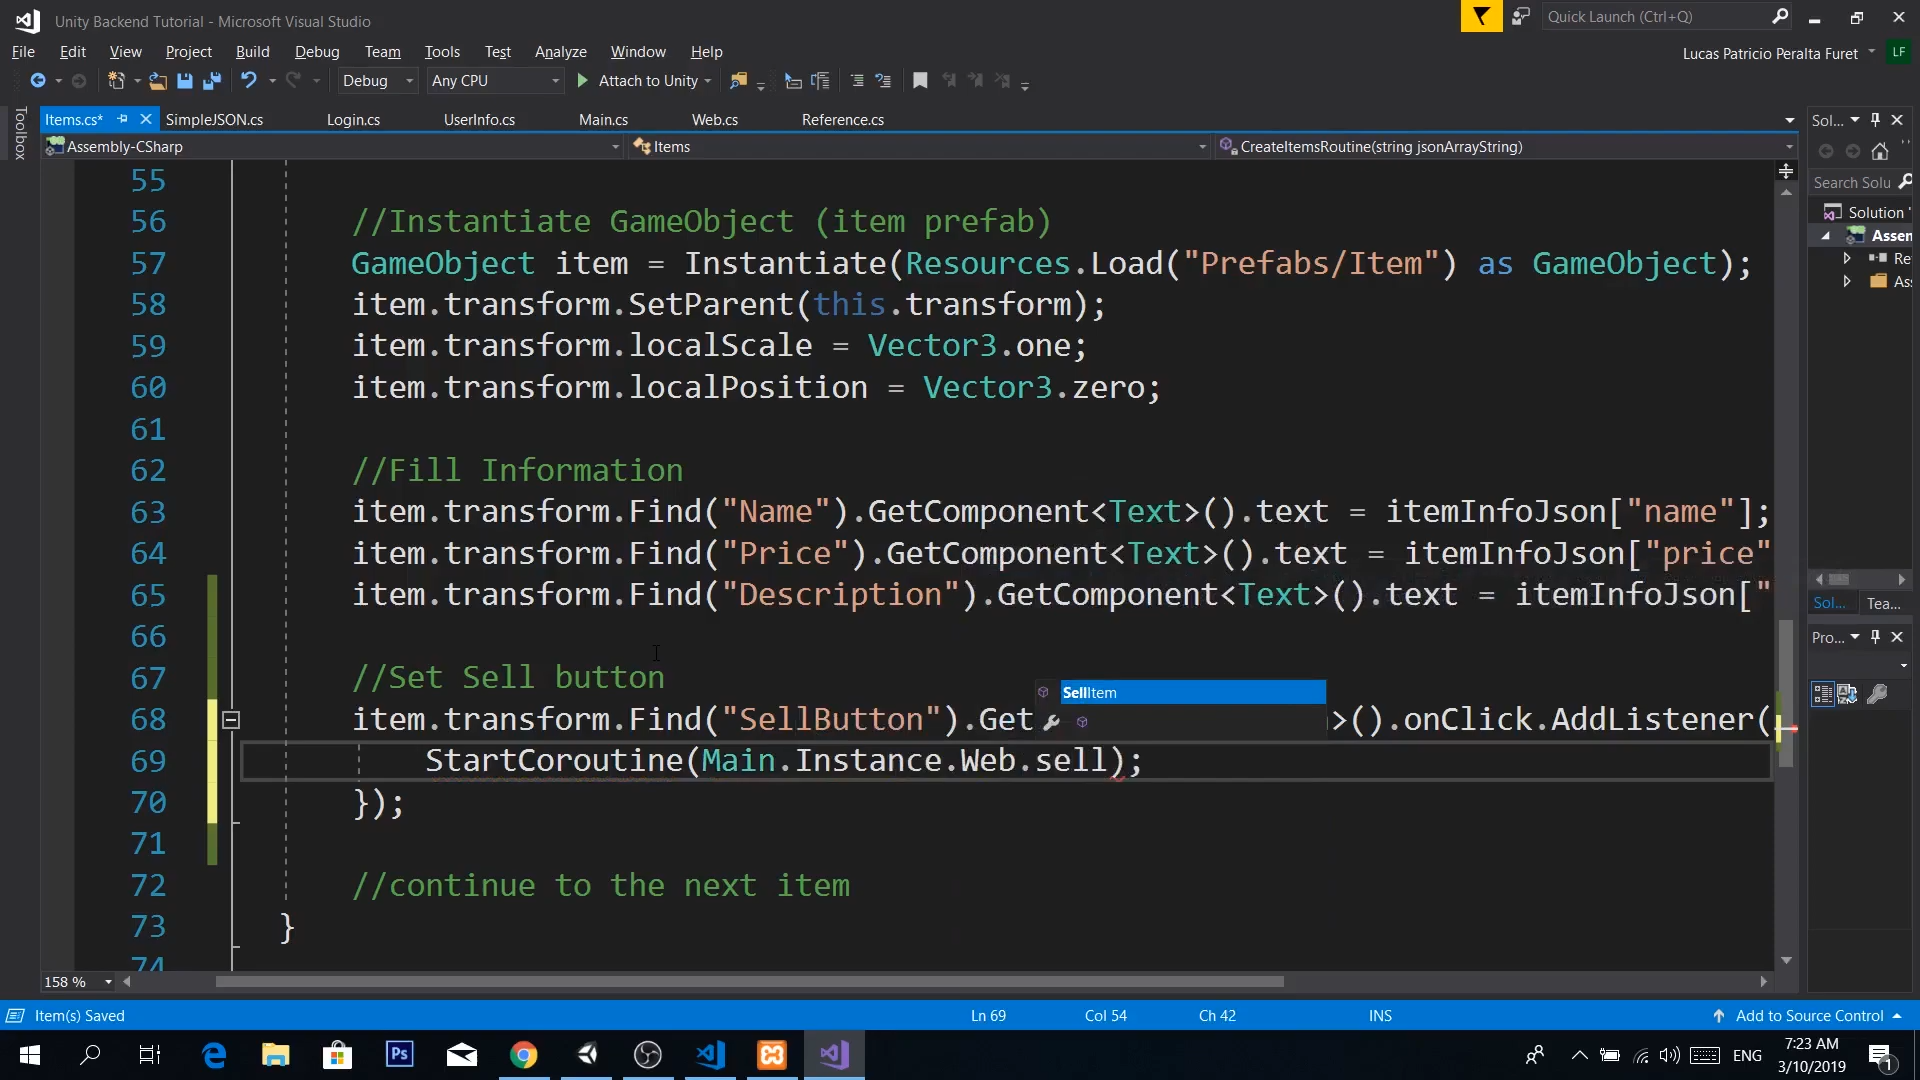 Unity Backend Tutorial - Microsoft Visual Studio
Quick Launch (Ctrl+Q)
File Edit View Project Build Debug Team Tools Test Analyze Window Help
Lucas Patricio Peralta Furet LF
Debug Any CPU Attach to Unity
Toolbox
Items.cs* SimpleJSON.cs Login.cs UserInfo.cs Main.cs Web.cs Reference.cs
Assembly-CSharp Items CreateItemsRoutine(string jsonArrayString)
55
56 //Instantiate GameObject (item prefab)
57 GameObject item = Instantiate(Resources.Load("Prefabs/Item") as GameObject);
58 item.transform.SetParent(this.transform);
59 item.transform.localScale = Vector3.one;
60 item.transform.localPosition = Vector3.zero;
61
62 //Fill Information
63 item.transform.Find("Name").GetComponent<Text>().text = itemInfoJson["name"];
64 item.transform.Find("Price").GetComponent<Text>().text = itemInfoJson["price"
65 item.transform.Find("Description").GetComponent<Text>().text = itemInfoJson["
66
67 //Set Sell button
SellItem
68 item.transform.Find("SellButton").Get >().onClick.AddListener(
69 StartCoroutine(Main.Instance.Web.sell);
70 });
71
72 //continue to the next item
73 }
74
158 %
Sol...
Search Solu
Solution '
Assen
Re
Ass
Sol... Tea...
Pro...
Item(s) Saved Ln 69 Col 54 Ch 42 INS Add to Source Control
Ps
ENG
7:23 AM
3/10/2019
1